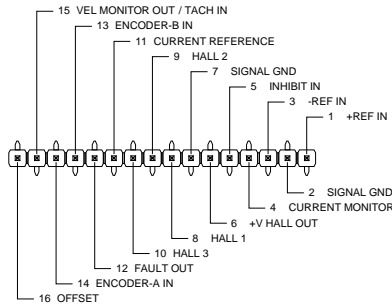 15 VEL MONITOR OUT / TACH IN
13 ENCODER-B IN
11 CURRENT REFERENCE
9 HALL 2
7 SIGNAL GND
5 INHIBIT IN
3 -REF IN
1 +REF IN
2 SIGNAL GND
4 CURRENT MONITOR
6 +V HALL OUT
8 HALL 1
10 HALL 3
12 FAULT OUT
14 ENCODER-A IN
16 OFFSET